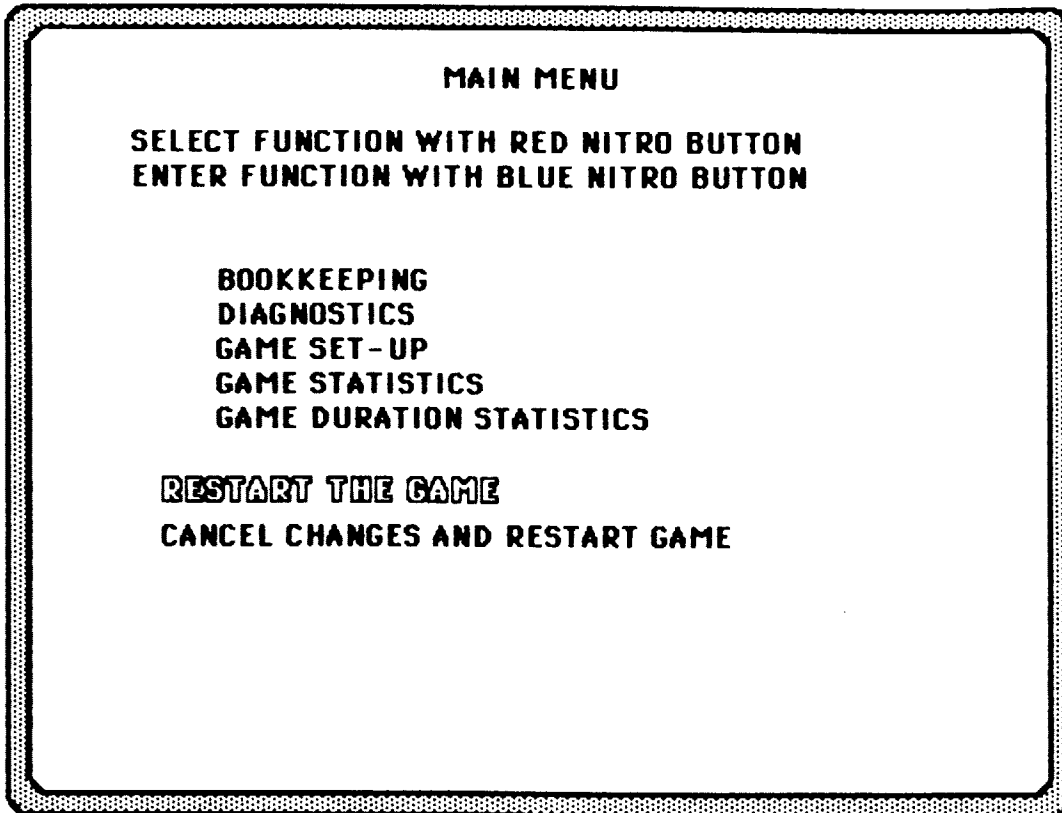 MAIN MENU
SELECT FUNCTION WITH RED NITRO BUTTON
ENTER FUNCTION WITH BLUE NITRO BUTTON
BOOKKEEPING
DIAGNOSTICS
GAME SET-UP
GAME STATISTICS
GAME DURATION STATISTICS
RESTART THE GAME
CANCEL CHANGES AND RESTART GAME